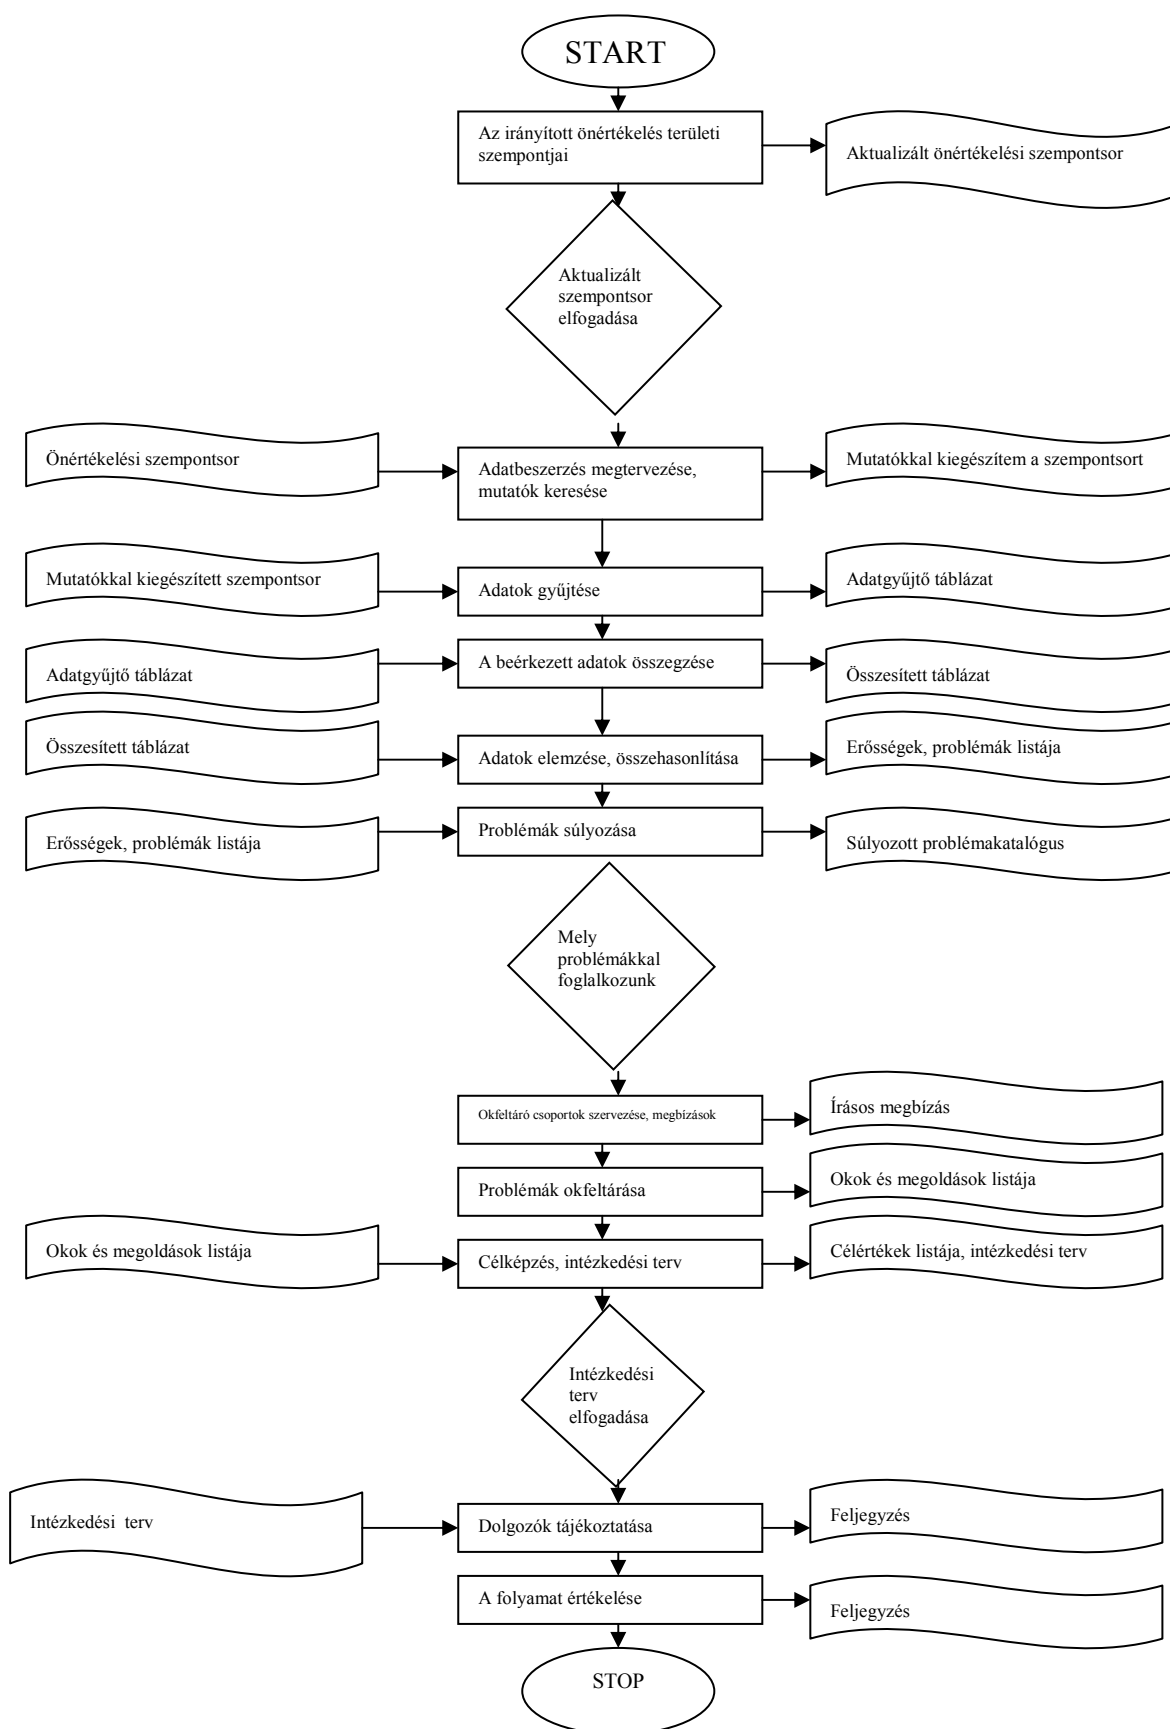 START
Az irányított önértékelés területi
szempontjai
Aktualizált önértékelési szempontsor
Aktualizált
szempontsor
elfogadása
Önértékelési szempontsor
Adatbeszerzés megtervezése,
mutatók keresése
Mutatókkal kiegészítem a szempontsort
Mutatókkal kiegészített szempontsor
Adatok gyűjtése
Adatgyűjtő táblázat
Adatgyűjtő táblázat
A beérkezett adatok összegzése
Összesített táblázat
Összesített táblázat
Adatok elemzése, összehasonlítása
Erősségek, problémák listája
Erősségek, problémák listája
Problémák súlyozása
Súlyozott problémakatalógus
Mely
problémákkal
foglalkozunk
Okfeltáró csoportok szervezése, megbízások
Írásos megbízás
Problémák okfeltárása
Okok és megoldások listája
Okok és megoldások listája
Célképzés, intézkedési terv
Célértékek listája, intézkedési terv
Intézkedési
terv
elfogadása
Intézkedési  terv
Dolgozók tájékoztatása
Feljegyzés
A folyamat értékelése
Feljegyzés
STOP